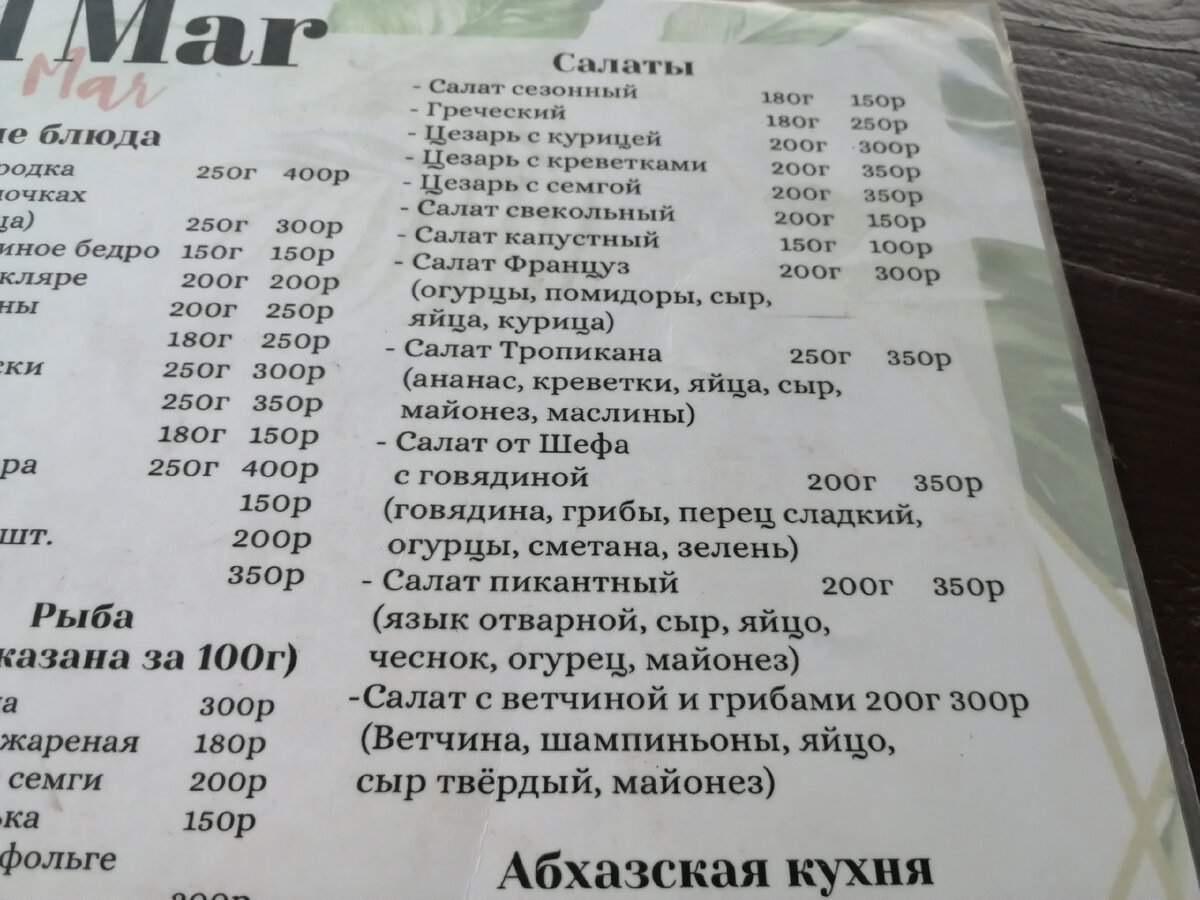 Mar
Mar
блюда
250г 400р
250г 300р
бедро 150г 150р
200г 200р
200г 250р
180г 250р
250г 300р
250г 350р
180г 150р
250г 400р
150р
шт. 200р
350р
Рыба
за 100г)
300р
жареная 180р
семги 200р
150р
фольге
Салаты
- Салат сезонный 180г 150р
- Греческий 180г 250р
- Цезарь с курицей 200г 300р
- Цезарь с креветками 200г 350р
- Цезарь с семгой 200г 350р
- Салат свекольный 200г 150р
- Салат капустный 150г 100р
- Салат Француз 200г 300р
(огурцы, помидоры, сыр,
яйца, курица)
- Салат Тропикана 250г 350р
(ананас, креветки, яйца, сыр,
майонез, маслины)
- Салат от Шефа
с говядиной 200г 350р
(говядина, грибы, перец сладкий,
огурцы, сметана, зелень)
- Салат пикантный 200г 350р
(язык отварной, сыр, яйцо,
чеснок, огурец, майонез)
-Салат с ветчиной и грибами 200г 300р
(Ветчина, шампиньоны, яйцо,
сыр твёрдый, майонез)
Абхазская кухня